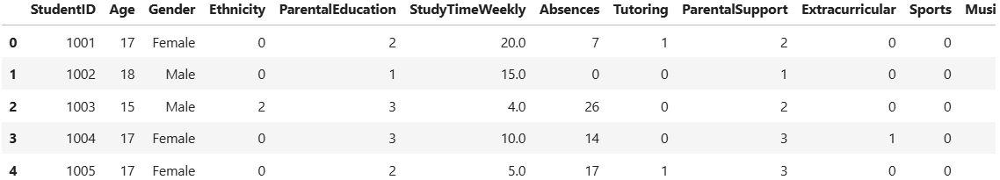 StudentID Age Gender Ethnicity ParentalEducation StudyTimeWeekly Absences Tutoring ParentalSupport Extracurricular Sports Musi
0 1001 17 Female 0 2 20.0 7 1 2 0 0
1 1002 18 Male 0 1 15.0 0 0 1 0 0
2 1003 15 Male 2 3 4.0 26 0 2 0 0
3 1004 17 Female 0 3 10.0 14 0 3 1 0
4 1005 17 Female 0 2 5.0 17 1 3 0 0